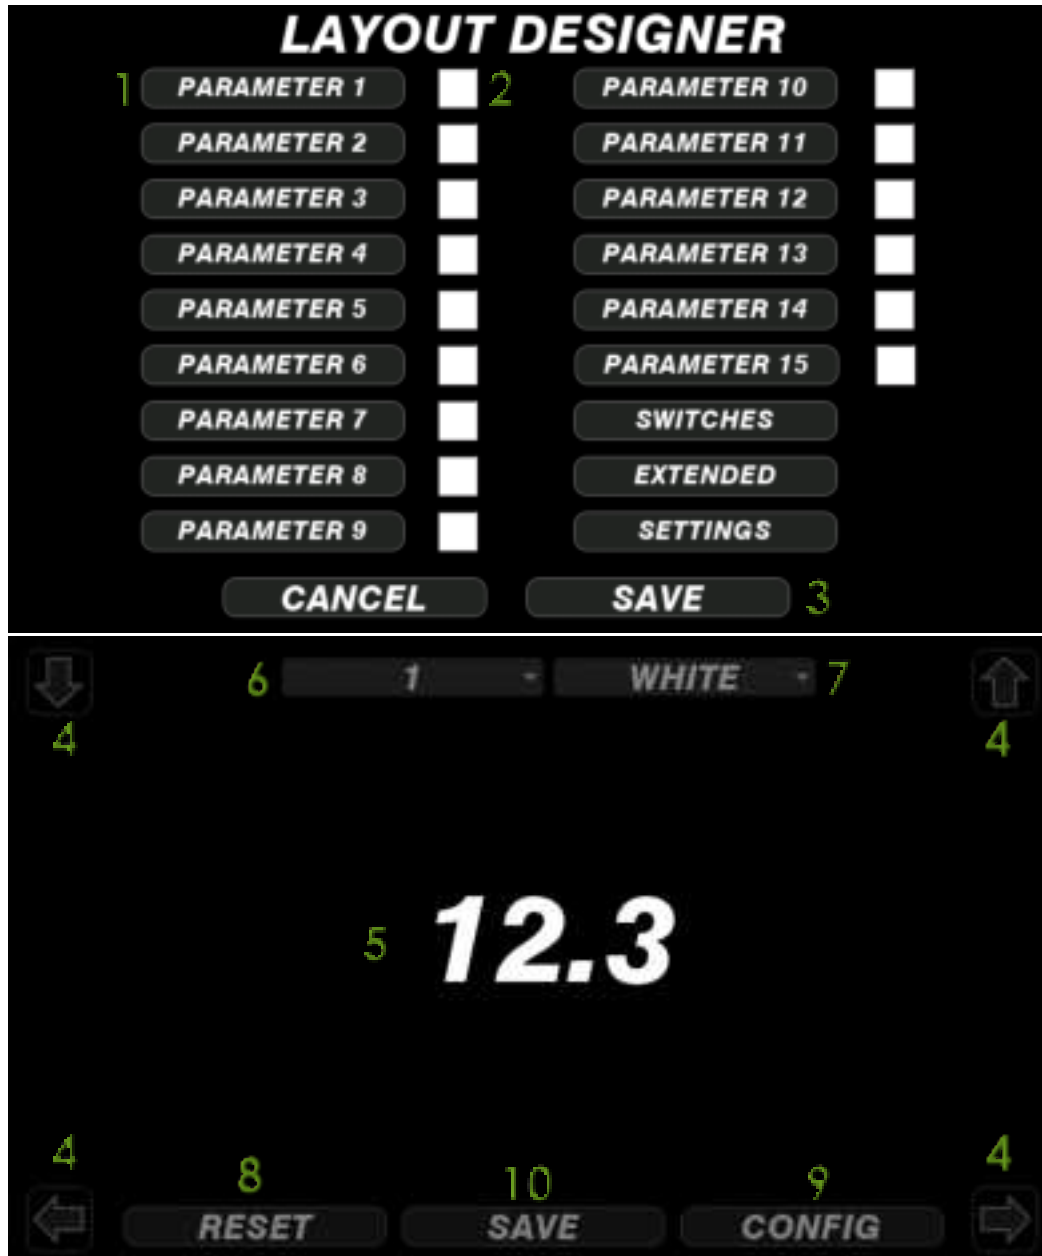 LAYOUT DESIGNER
1 PARAMETER 1 2 PARAMETER 10
PARAMETER 2 PARAMETER 11
PARAMETER 3 PARAMETER 12
PARAMETER 4 PARAMETER 13
PARAMETER 5 PARAMETER 14
PARAMETER 6 PARAMETER 15
PARAMETER 7 SWITCHES
PARAMETER 8 EXTENDED
PARAMETER 9 SETTINGS
CANCEL SAVE 3
6 1 WHITE 7
4 4
5 12.3
4 8 10 9 4
RESET SAVE CONFIG